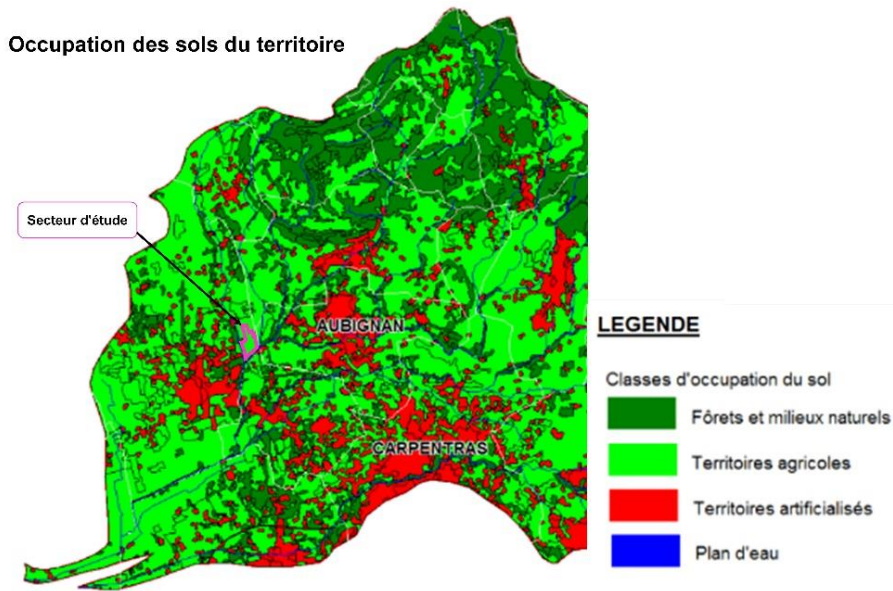 Occupation des sols du territoire
Secteur d'étude
AUBIGNAN
CARPENTRAS
LEGENDE
Classes d'occupation du sol
Fôrets et milieux naturels
Territoires agricoles
Territoires artificialisés
Plan d'eau